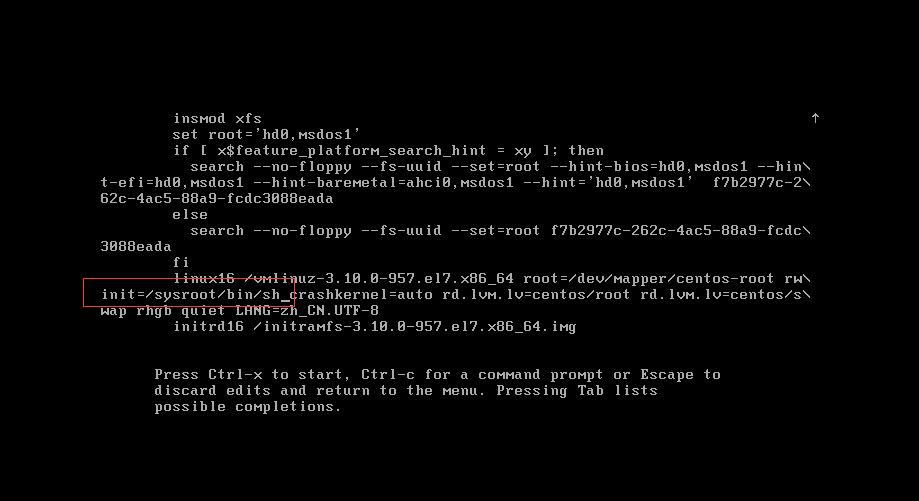 insmod xfs ↑
set root='hd0,msdos1'
if [ x$feature_platform_search_hint = xy ]; then
search --no-floppy --fs-uuid --set=root --hint-bios=hd0,msdos1 --hin\
t-efi=hd0,msdos1 --hint-baremetal=ahci0,msdos1 --hint='hd0,msdos1'  f7b2977c-2\
62c-4ac5-88a9-fcdc3088eada
else
search --no-floppy --fs-uuid --set=root f7b2977c-262c-4ac5-88a9-fcdc\
3088eada
fi
linux16 /vmlinuz-3.10.0-957.el7.x86_64 root=/dev/mapper/centos-root rw\
init=/sysroot/bin/sh_crashkernel=auto rd.lvm.lv=centos/root rd.lvm.lv=centos/s\
wap rhgb quiet LANG=zh_CN.UTF-8
initrd16 /initramfs-3.10.0-957.el7.x86_64.img
Press Ctrl-x to start, Ctrl-c for a command prompt or Escape to
discard edits and return to the menu. Pressing Tab lists
possible completions.